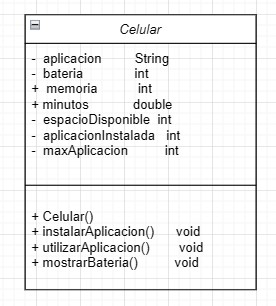 Celular
- aplicacion String
- bateria int
+ memoria int
+ minutos double
- espacioDisponible int
- aplicacionInstalada int
- maxAplicacion int
+ Celular()
+ instalarAplicacion() void
+ utilizarAplicacion() void
+ mostrarBateria() void